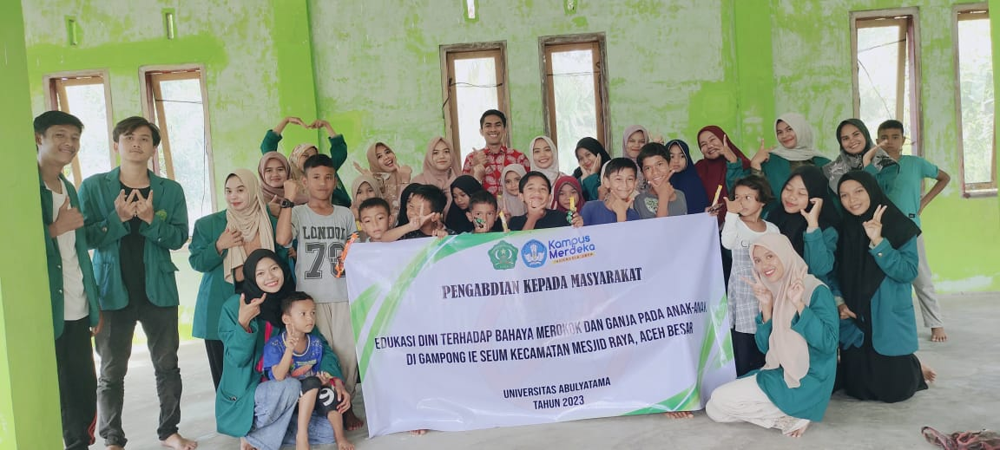 Kampus
Merdeka
INDONESIA JAYA
PENGABDIAN KEPADA MASYARAKAT
EDUKASI DINI TERHADAP BAHAYA MEROKOK DAN GANJA PADA ANAK-ANAK
DI GAMPONG IE SEUM KECAMATAN MESJID RAYA, ACEH BESAR
UNIVERSITAS ABULYATAMA
TAHUN 2023
LONDON